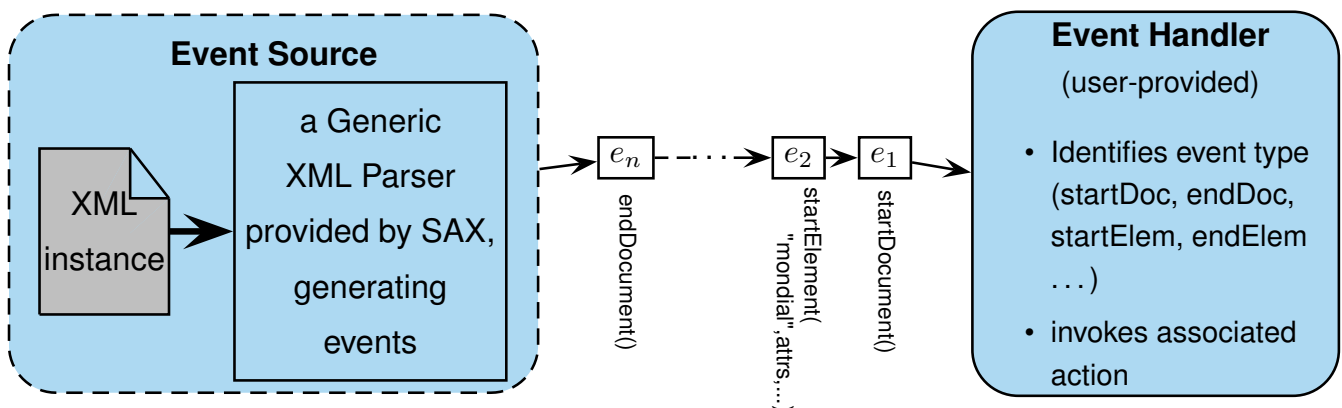 Event Source
XML
instance
a Generic
XML Parser
provided by SAX,
generating
events
e_n
endDocument()
· · ·
e_2
startElement(
"mondial",attrs,...)
e_1
startDocument()
Event Handler
(user-provided)
• Identifies event type
(startDoc, endDoc,
startElem, endElem
. . . )
• invokes associated
action